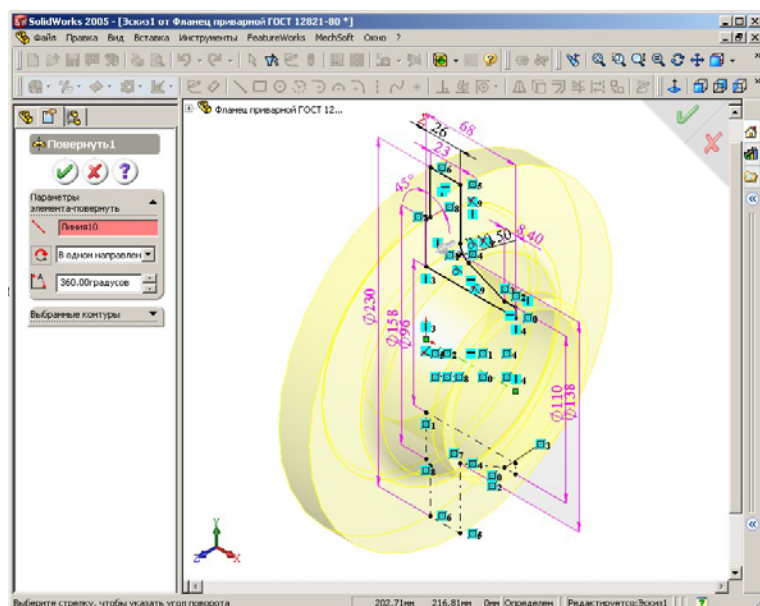 SolidWorks 2005 - [Эскиз1 от Фланец приварной ГОСТ 12821-80 *]
Файл Правка Вид Вставка Инструменты FeatureWorks MechSoft Окно ?
Фланец приварной ГОСТ 12...
Повернуть1
Параметры
элемента-повернуть
Линия10
В одном направлен
360.00градусов
Выбранные контуры
68
26
23
45°
8.40
∅230
∅158
∅96
∅110
∅138
Выберите стрелку, чтобы указать угол поворота
202.71мм 216.81мм 0мм Определен Редактируется:Эскиз1